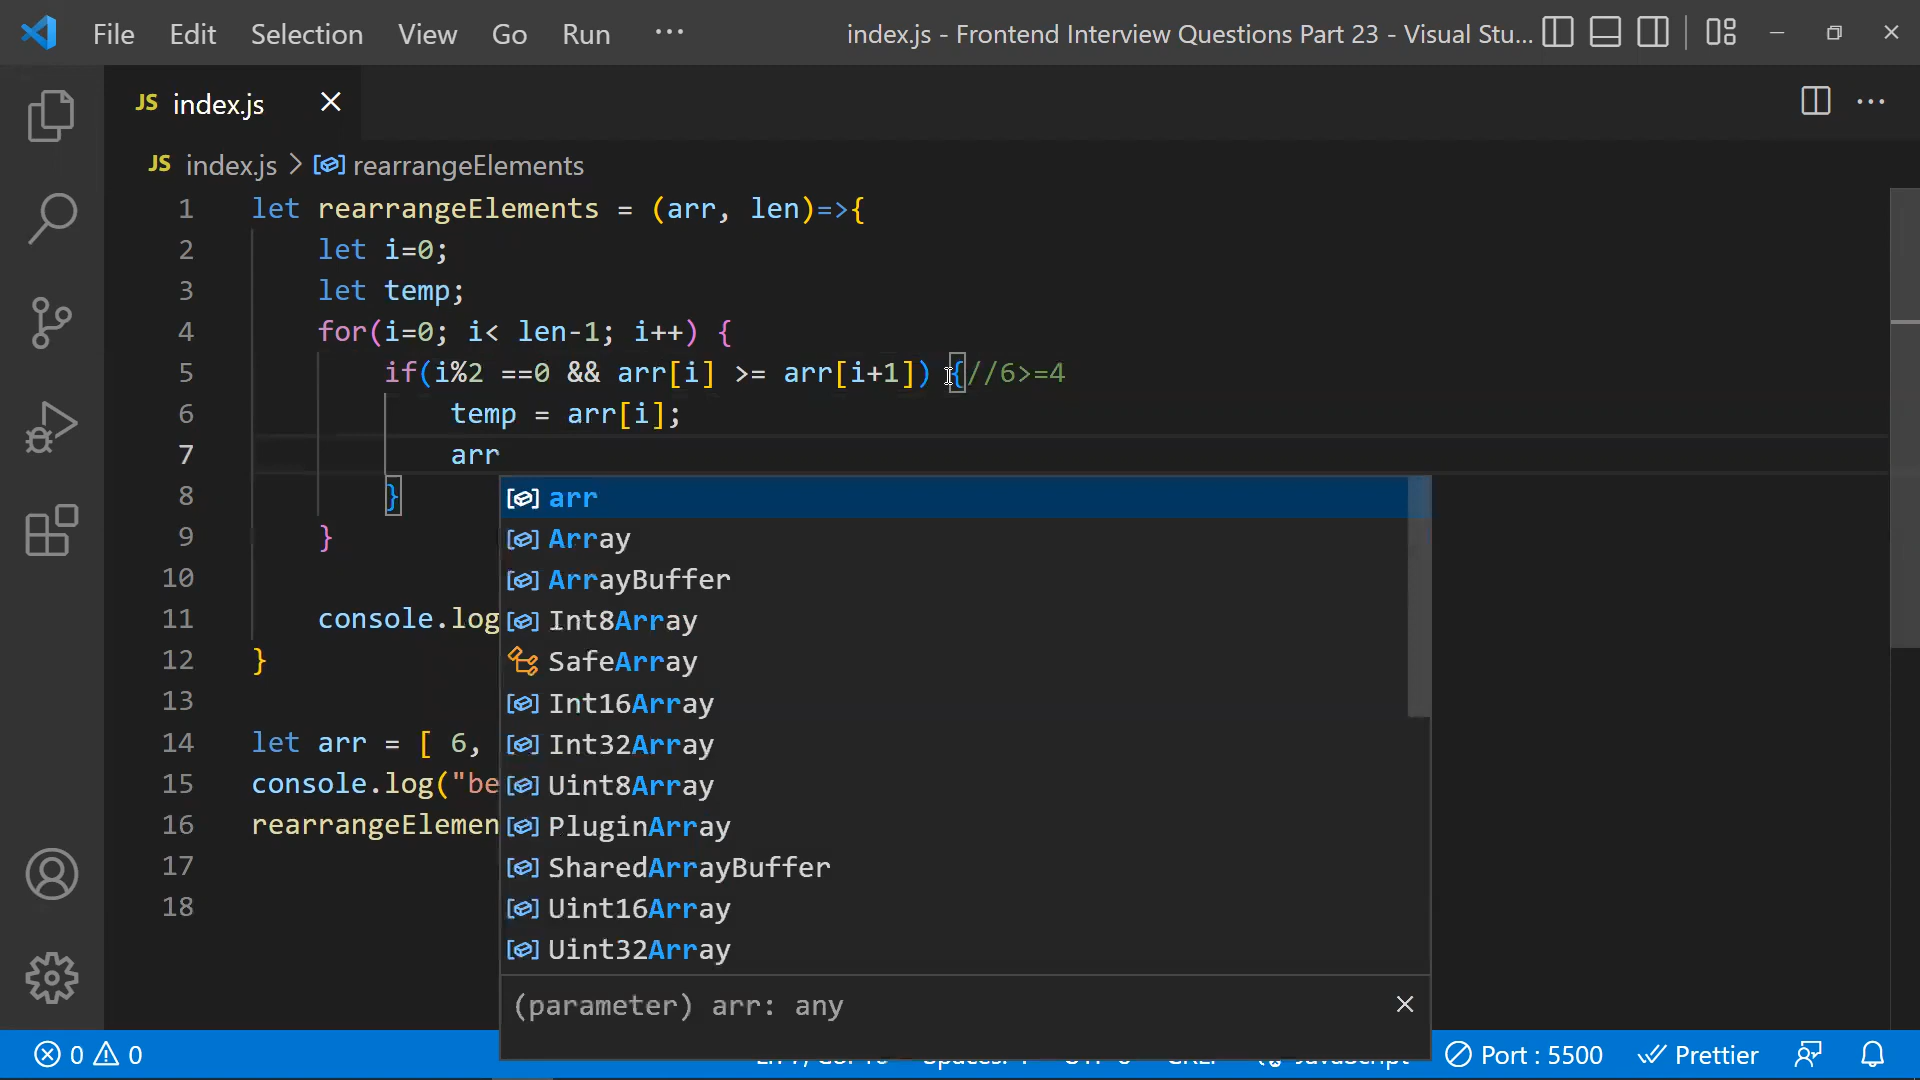 File Edit Selection View Go Run ··· index.js - Frontend Interview Questions Part 23 - Visual Stu...
JS index.js
JS index.js > rearrangeElements
1 let rearrangeElements = (arr, len)=>{
2 let i=0;
3 let temp;
4 for(i=0; i< len-1; i++) {
5 if(i%2 ==0 && arr[i] >= arr[i+1]) {//6>=4
6 temp = arr[i];
7 arr
8 }
9 }
10
11 console.log
12 }
13
14 let arr = [ 6,
15 console.log("be
16 rearrangeElemen
17
18
arr
Array
ArrayBuffer
Int8Array
SafeArray
Int16Array
Int32Array
Uint8Array
PluginArray
SharedArrayBuffer
Uint16Array
Uint32Array
(parameter) arr: any
0 0 Port : 5500 Prettier